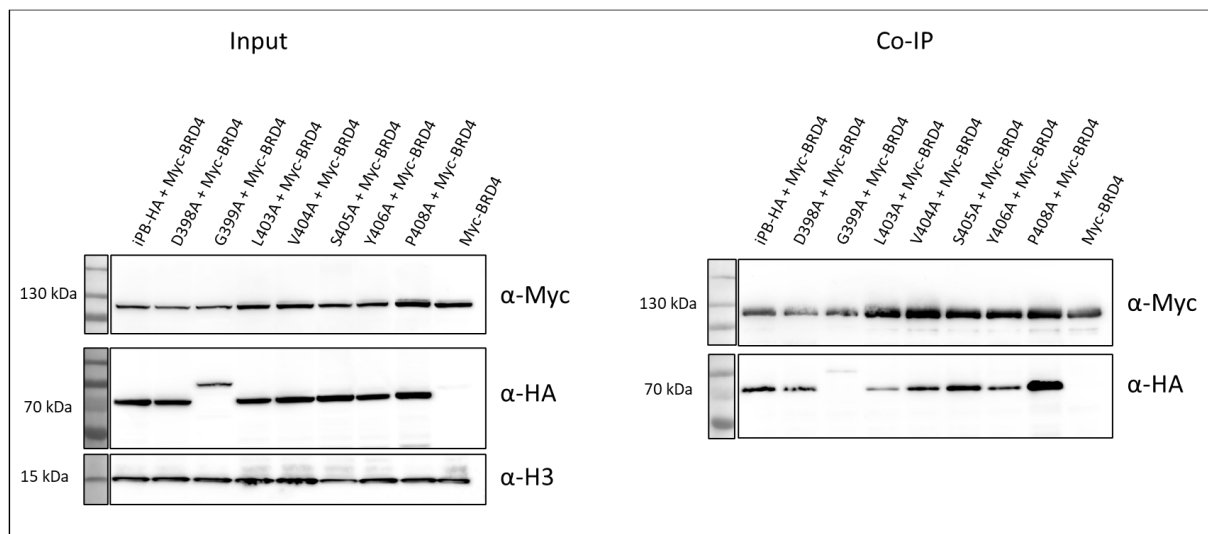 Input
iPB-HA + Myc-BRD4
D398A + Myc-BRD4
G399A + Myc-BRD4
L403A + Myc-BRD4
V404A + Myc-BRD4
S405A + Myc-BRD4
Y406A + Myc-BRD4
P408A + Myc-BRD4
Myc-BRD4
130 kDa
α-Myc
70 kDa
α-HA
15 kDa
α-H3
Co-IP
iPB-HA + Myc-BRD4
D398A + Myc-BRD4
G399A + Myc-BRD4
L403A + Myc-BRD4
V404A + Myc-BRD4
S405A + Myc-BRD4
Y406A + Myc-BRD4
P408A + Myc-BRD4
Myc-BRD4
130 kDa
α-Myc
70 kDa
α-HA